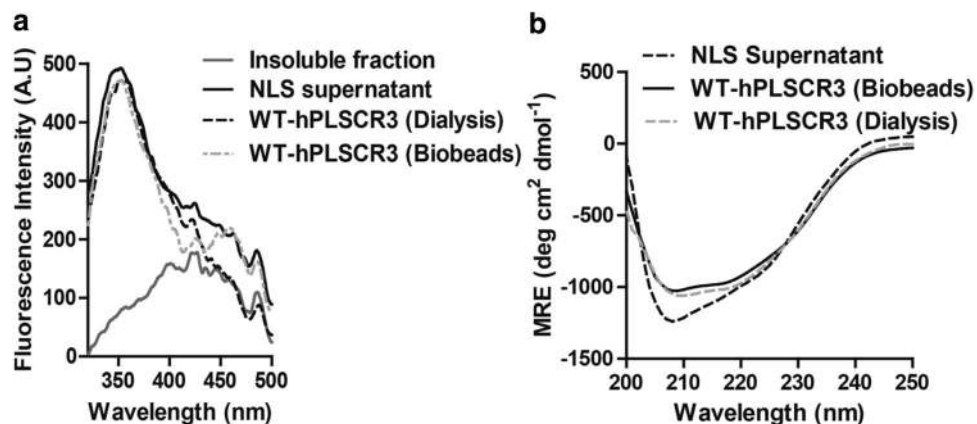 a
Fluorescence Intensity (A.U)
500
400
300
200
100
0
350
400
450
500
Wavelength (nm)
Insoluble fraction
NLS supernatant
WT-hPLSCR3 (Dialysis)
WT-hPLSCR3 (Biobeads)
b
MRE (deg cm² dmol⁻¹)
500
0
-500
-1000
-1500
200
210
220
230
240
250
Wavelength (nm)
NLS Supernatant
WT-hPLSCR3 (Biobeads)
WT-hPLSCR3 (Dialysis)